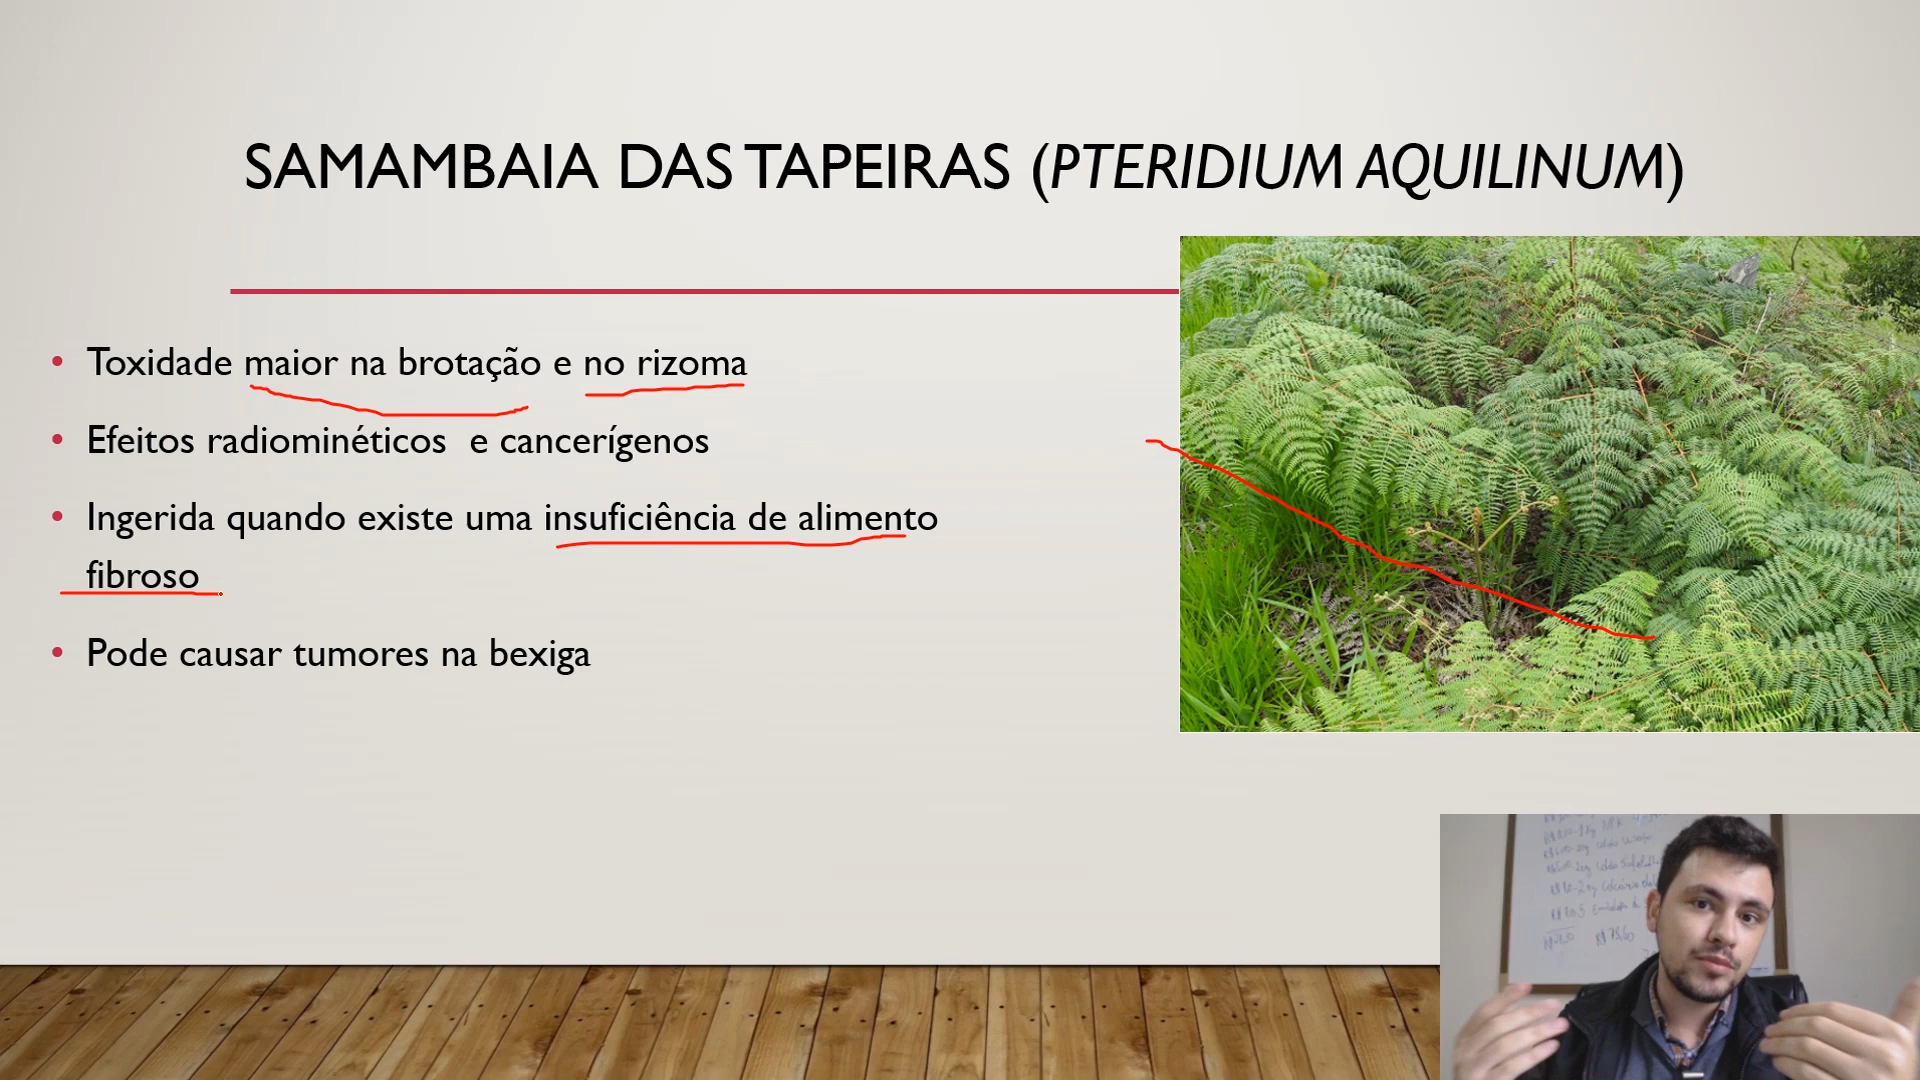 SAMAMBAIA DAS TAPEIRAS (PTERIDIUM AQUILINUM)
• Toxidade maior na brotação e no rizoma
• Efeitos radiominéticos e cancerígenos
• Ingerida quando existe uma insuficiência de alimento
fibroso
• Pode causar tumores na bexiga